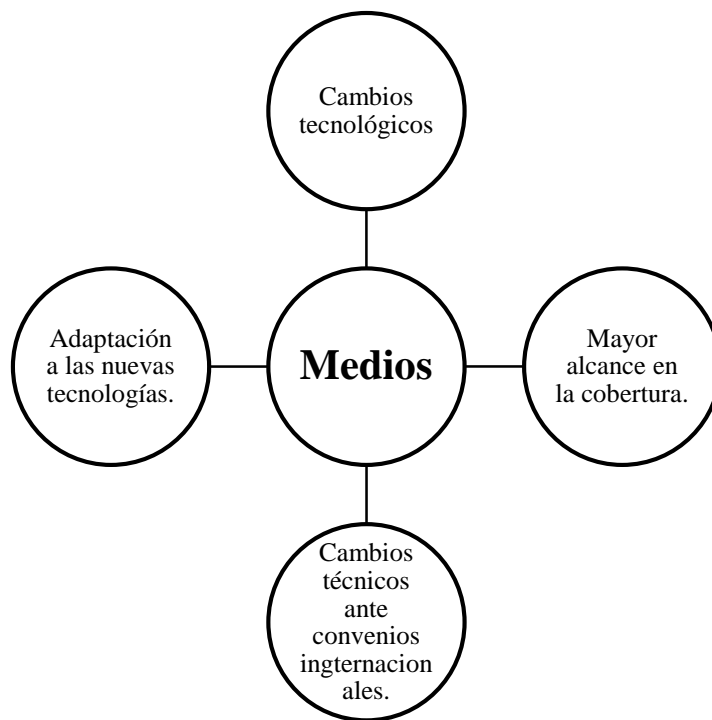 Cambios
tecnológicos
Adaptación
a las nuevas
tecnologías.
Medios
Mayor
alcance en
la cobertura.
Cambios
técnicos
ante
convenios
ingternacion
ales.